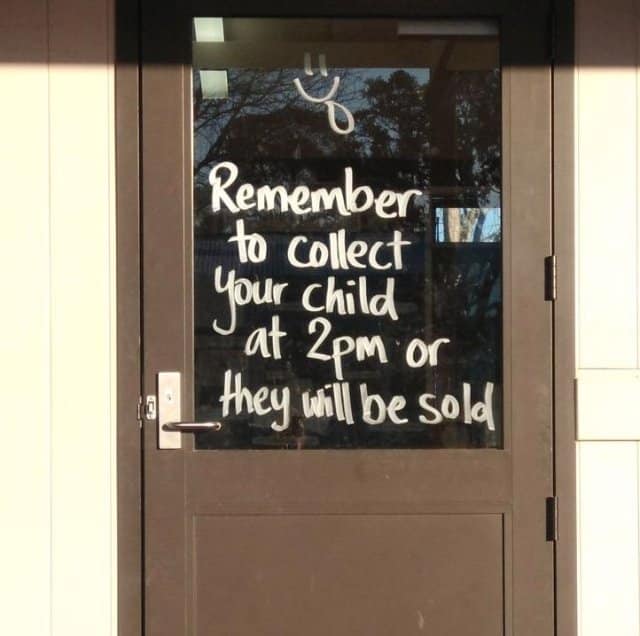 Remember
to collect
your child
at 2pm or
they will be sold